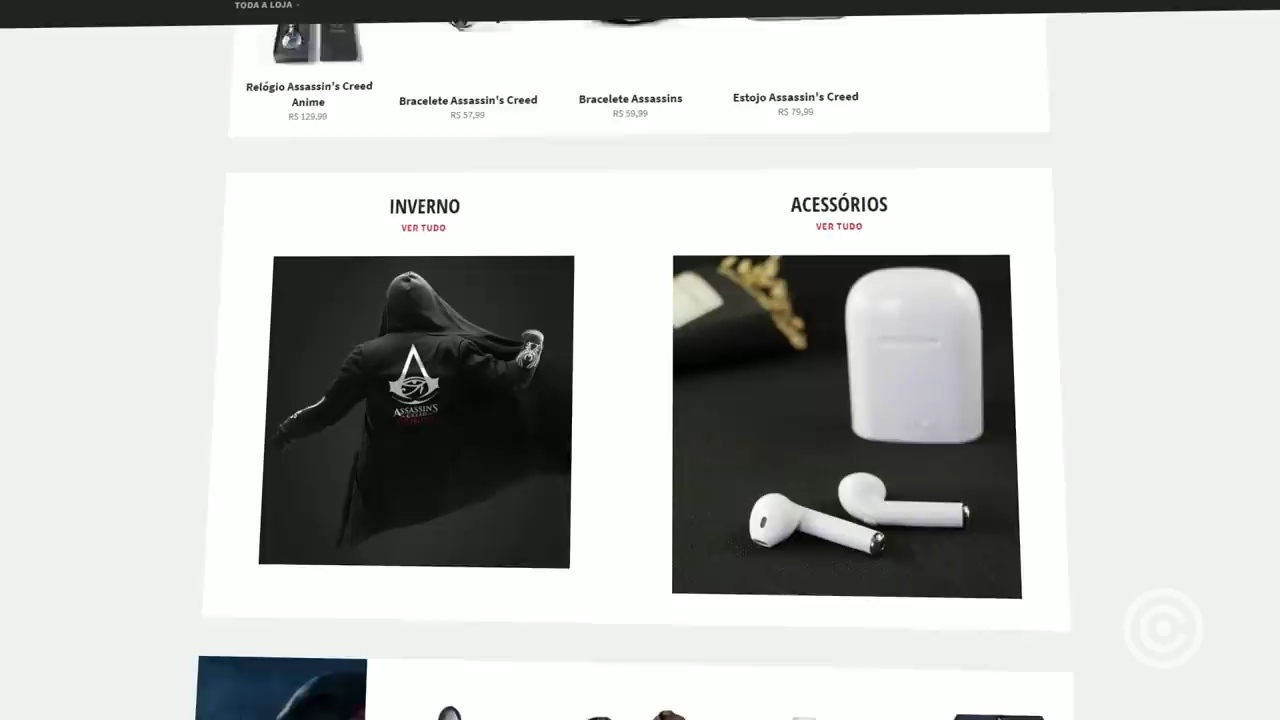 TODA A LOJA
Relógio Assassin's Creed
Anime
R$ 129,99
Bracelete Assassin's Creed
R$ 57,99
Bracelete Assassins
R$ 59,99
Estojo Assassin's Creed
R$ 79,99
INVERNO
VER TUDO
ACESSÓRIOS
VER TUDO
ASSASSIN'S